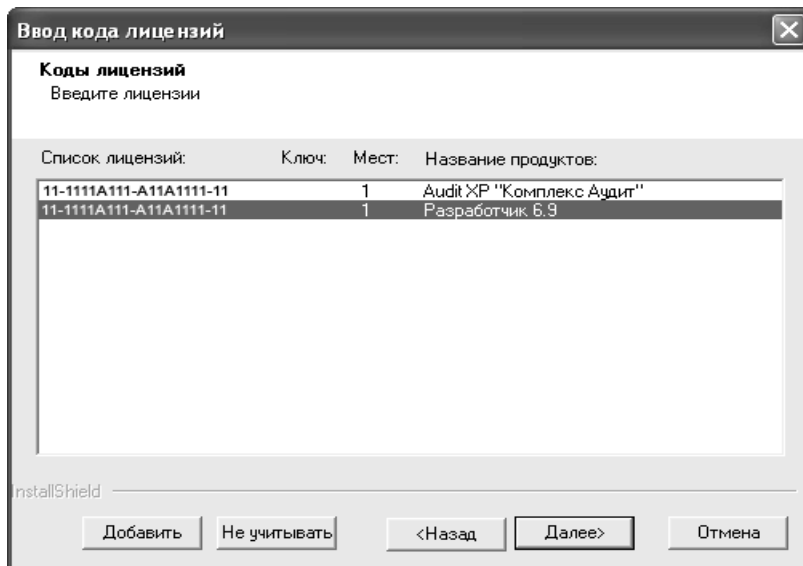 Ввод кода лицензий
Коды лицензий
Введите лицензии
Список лицензий: Ключ: Мест: Название продуктов:
11-1111A111-A11A1111-11 1 Audit XP "Комплекс Аудит"
11-1111A111-A11A1111-11 1 Разработчик 6.9
InstallShield
Добавить Не учитывать <Назад Далее> Отмена